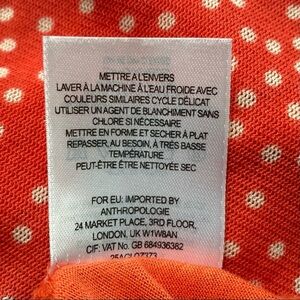 METTRE A L'ENVERS
LAVER À LA MACHINE À L'EAU FROIDE AVEC
COULEURS SIMILAIRES CYCLE DÉLICAT
UTILISER UN AGENT DE BLANCHIMENT SANS
CHLORE SI NÉCESSAIRE
METTRE EN FORME ET SECHER À PLAT
REPASSER, AU BESOIN, À TRÈS BASSE
TEMPÉRATURE
PEUT-ÊTRE ÊTRE NETTOYÉE SEC
FOR EU: IMPORTED BY
ANTHROPOLOGIE
24 MARKET PLACE, 3RD FLOOR,
LONDON, UK W1W8AN
CIF: VAT No. GB 684936382